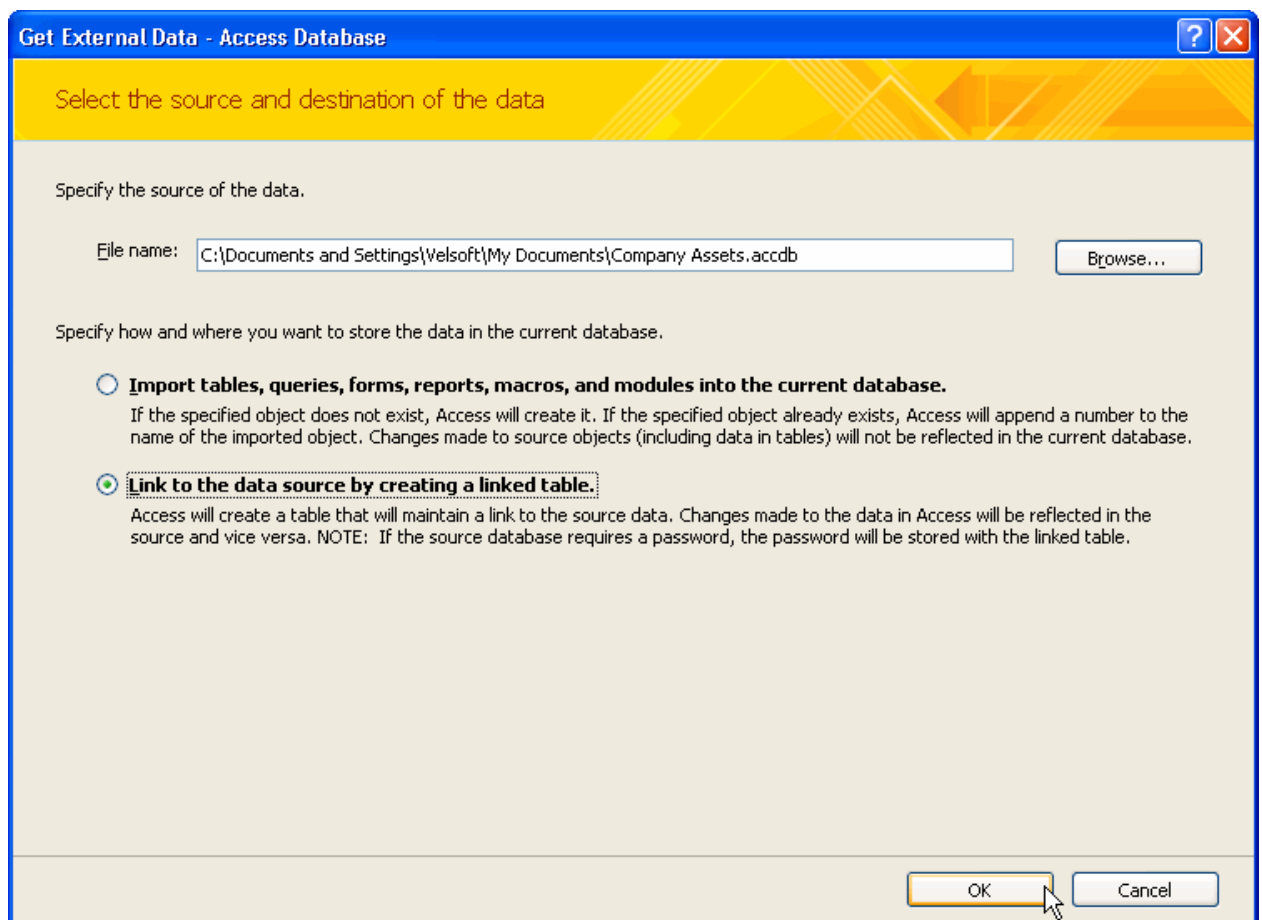 Get External Data - Access Database
?
Select the source and destination of the data
Specify the source of the data.
File name: C:\Documents and Settings\Velsoft\My Documents\Company Assets.accdb Browse...
Specify how and where you want to store the data in the current database.
Import tables, queries, forms, reports, macros, and modules into the current database.
If the specified object does not exist, Access will create it. If the specified object already exists, Access will append a number to the
name of the imported object. Changes made to source objects (including data in tables) will not be reflected in the current database.
Link to the data source by creating a linked table.
Access will create a table that will maintain a link to the source data. Changes made to the data in Access will be reflected in the
source and vice versa. NOTE:  If the source database requires a password, the password will be stored with the linked table.
OK Cancel